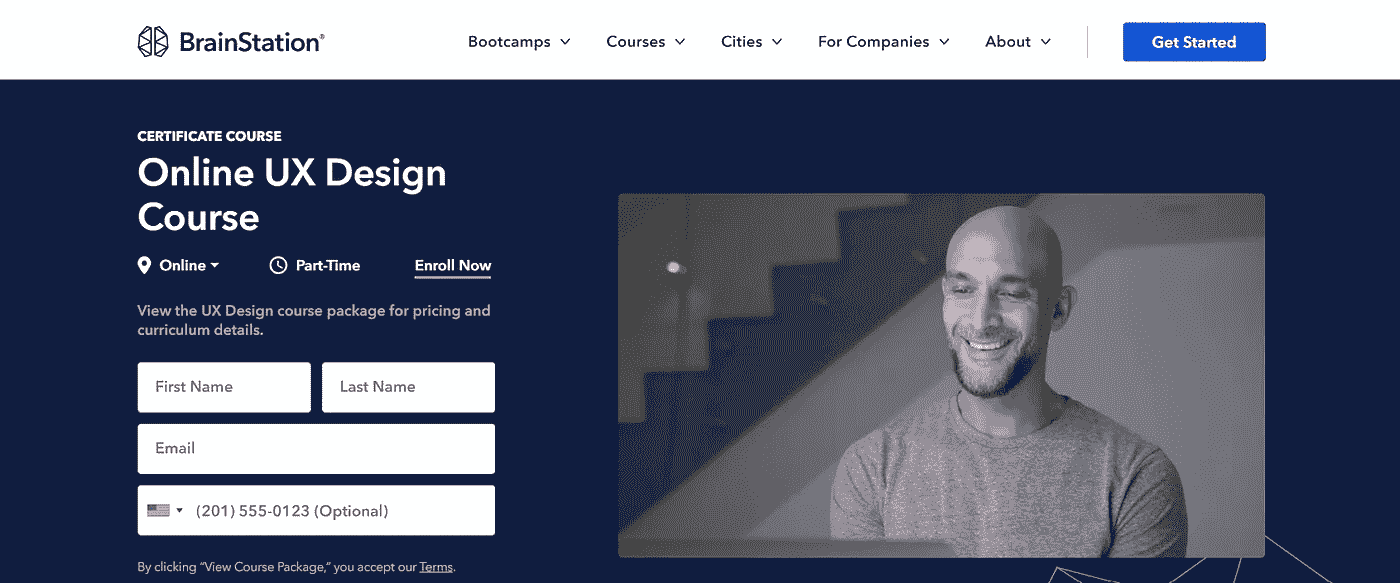 BrainStation®
Bootcamps
Courses
Cities
For Companies
About
Get Started
CERTIFICATE COURSE
Online UX Design
Course
Online
Part-Time
Enroll Now
View the UX Design course package for pricing and
curriculum details.
First Name
Last Name
Email
(201) 555-0123 (Optional)
By clicking “View Course Package,” you accept our Terms.